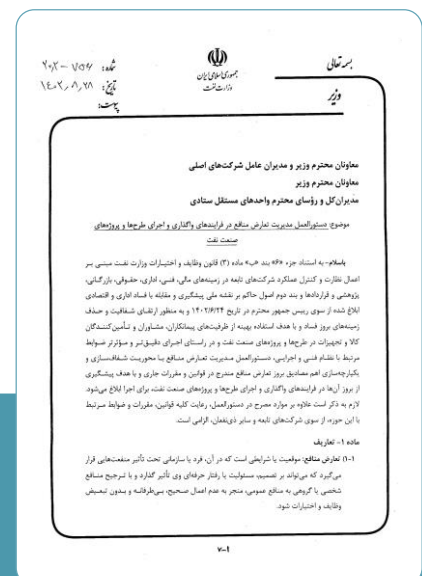 بسمه تعالی
جمهوری اسلامی ایران
وزارت نفت
وزیر
شماره:
تاریخ: ۱۴۰۲/۰۸/۲۸
پیوست:
معاونان محترم وزیر و مدیران عامل شرکت‌های اصلی
معاونان محترم وزیر
مدیران‌کل و رؤسای محترم واحدهای مستقل ستادی
موضوع: دستورالعمل مدیریت تعارض منافع در فرایندهای واگذاری و اجرای طرح‌ها و پروژه‌های
صنعت نفت
باسلام- به استناد جزء «۶» بند «ب» ماده (۳) قانون وظایف و اختیارات وزارت نفت مبنی بر
اعمال نظارت و کنترل عملکرد شرکت‌های تابعه در زمینه‌های مالی، فنی، اداری، حقوقی، بازرگانی،
پژوهشی و قراردادها و بند دوم اصول حاکم بر نقشه ملی پیشگیری و مقابله با فساد اداری و اقتصادی
ابلاغ شده از سوی رییس جمهور محترم در تاریخ ۱۴۰۲/۶/۲۴ و به منظور ارتقای شفافیت و حذف
زمینه‌های بروز فساد و با هدف استفاده بهینه از ظرفیت‌های پیمانکاران، مشاوران و تأمین‌کنندگان
کالا و تجهیزات در طرح‌ها و پروژه‌های صنعت نفت و در راستای اجرای دقیق‌تر و مؤثرتر ضوابط
مرتبط با نظام فنی و اجرایی، دستورالعمل مدیریت تعارض منافع با محوریت شفاف‌سازی و
یکپارچه‌سازی اهم مصادیق بروز تعارض منافع مندرج در قوانین و مقررات جاری و با هدف پیشگیری
از بروز آن‌ها در فرایندهای واگذاری و اجرای طرح‌ها و پروژه‌های صنعت نفت، برای اجرا ابلاغ می‌شود.
لازم به ذکر است علاوه بر موارد مصرح در دستورالعمل، رعایت کلیه قوانین، مقررات و ضوابط مرتبط
با این حوزه، از سوی شرکت‌های تابعه و سایر ذی‌نفعان، الزامی است.
ماده ۱- تعاریف
۱-۱) تعارض منافع: موقعیت یا شرایطی است که در آن، فرد یا سازمانی تحت تأثیر منفعت‌هایی قرار
می‌گیرد که می‌تواند بر تصمیم، مسئولیت یا رفتار حرفه‌ای وی تأثیر گذارد و با ترجیح منافع
شخصی یا گروهی به منافع عمومی، منجر به عدم اعمال صحیح، بی‌طرفانه و بدون تبعیض
وظایف و اختیارات شود.
۷-۱